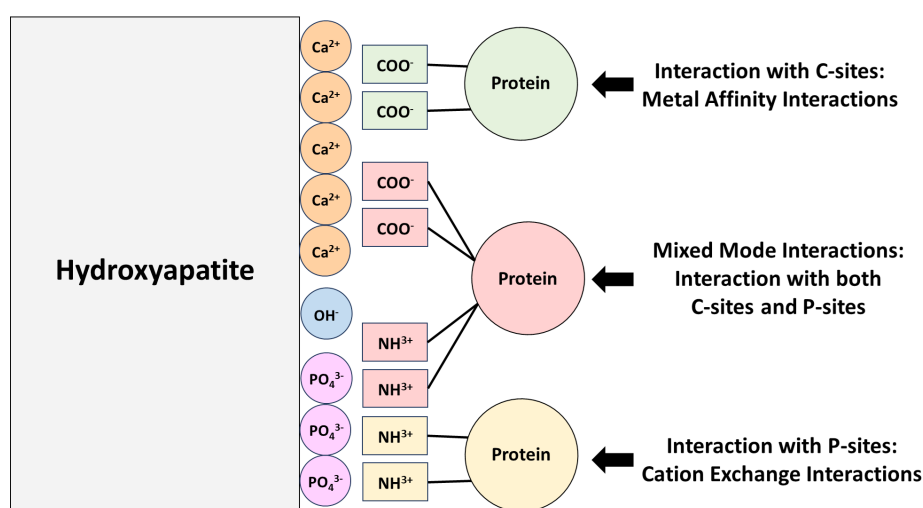 Hydroxyapatite
Ca²⁺
Ca²⁺
Ca²⁺
Ca²⁺
Ca²⁺
OH⁻
PO₄³⁻
PO₄³⁻
PO₄³⁻
COO⁻
COO⁻
Protein
Interaction with C-sites:
Metal Affinity Interactions
COO⁻
COO⁻
NH³⁺
NH³⁺
Protein
Mixed Mode Interactions:
Interaction with both
C-sites and P-sites
NH³⁺
NH³⁺
Protein
Interaction with P-sites:
Cation Exchange Interactions